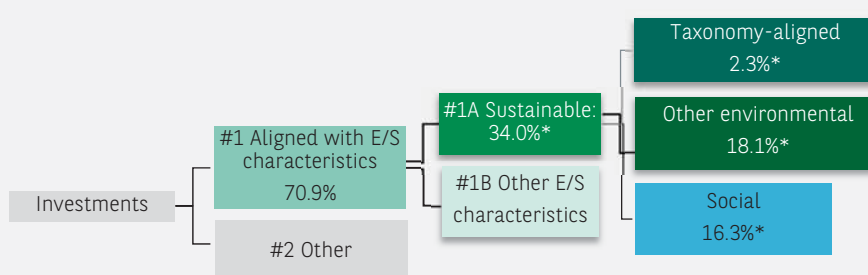 Investments
#1 Aligned with E/S
characteristics
70.9%
#2 Other
#1A Sustainable:
34.0%*
#1B Other E/S
characteristics
Taxonomy-aligned
2.3%*
Other environmental
18.1%*
Social
16.3%*